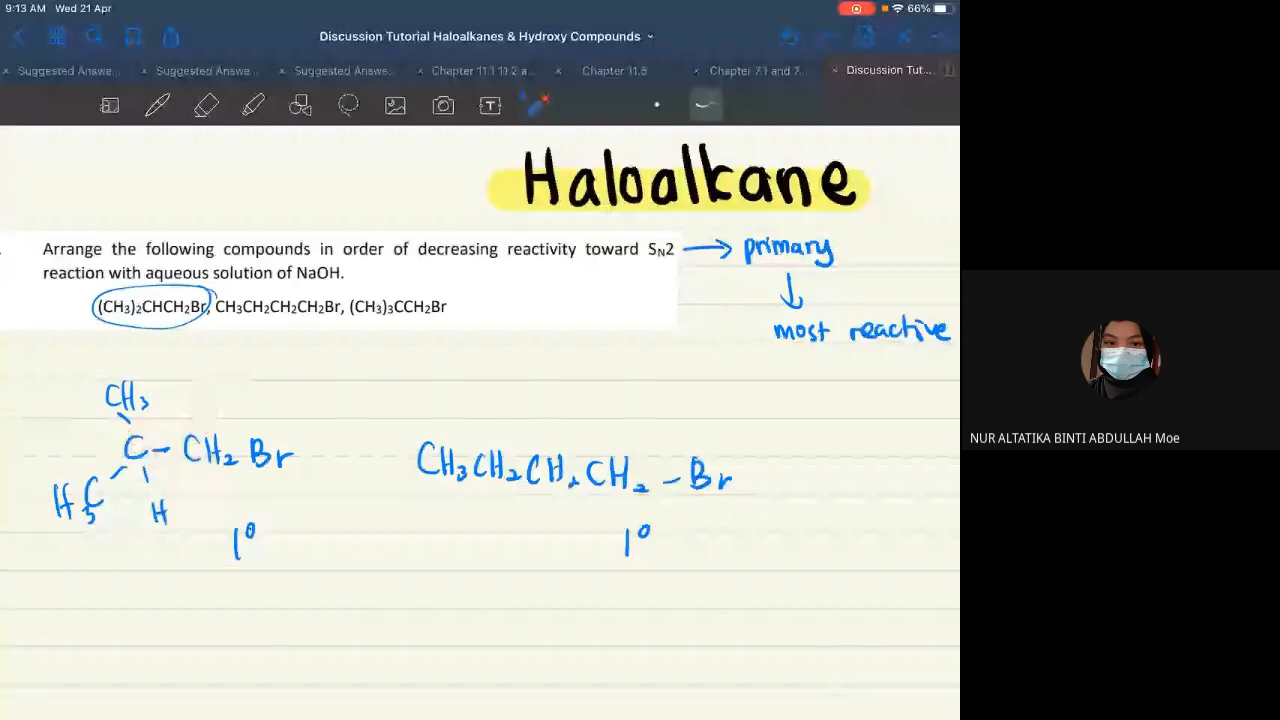 9:13 AM Wed 21 Apr
66%
Discussion Tutorial Haloalkanes & Hydroxy Compounds
Suggested Answe... Suggested Answe... Suggested Answe... Chapter 11.1 11.2 a... Chapter 11.8 Chapter 7.1 and 7... Discussion Tut...
Haloalkane
Arrange the following compounds in order of decreasing reactivity toward SN2
reaction with aqueous solution of NaOH.
(CH3)2CHCH2Br, CH3CH2CH2CH2Br, (CH3)3CCH2Br
→ primary
↓
most reactive
CH3
C - CH2 Br
H3C
H
1°
CH3CH2CH2CH2 - Br
1°
NUR ALTATIKA BINTI ABDULLAH Moe